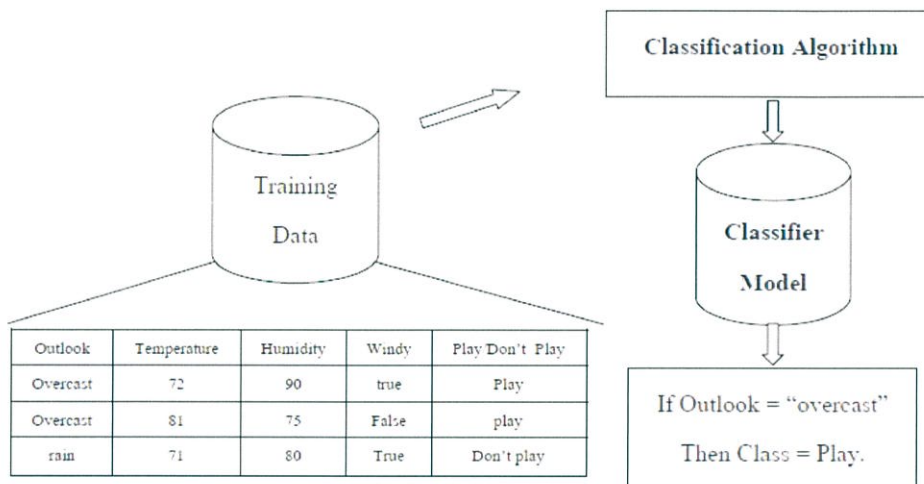 Classification Algorithm
Training
Data
Classifier
Model
Outlook Temperature Humidity Windy Play Don't Play
Overcast 72 90 true Play
Overcast 81 75 False play
rain 71 80 True Don't play
If Outlook = “overcast”
Then Class = Play.